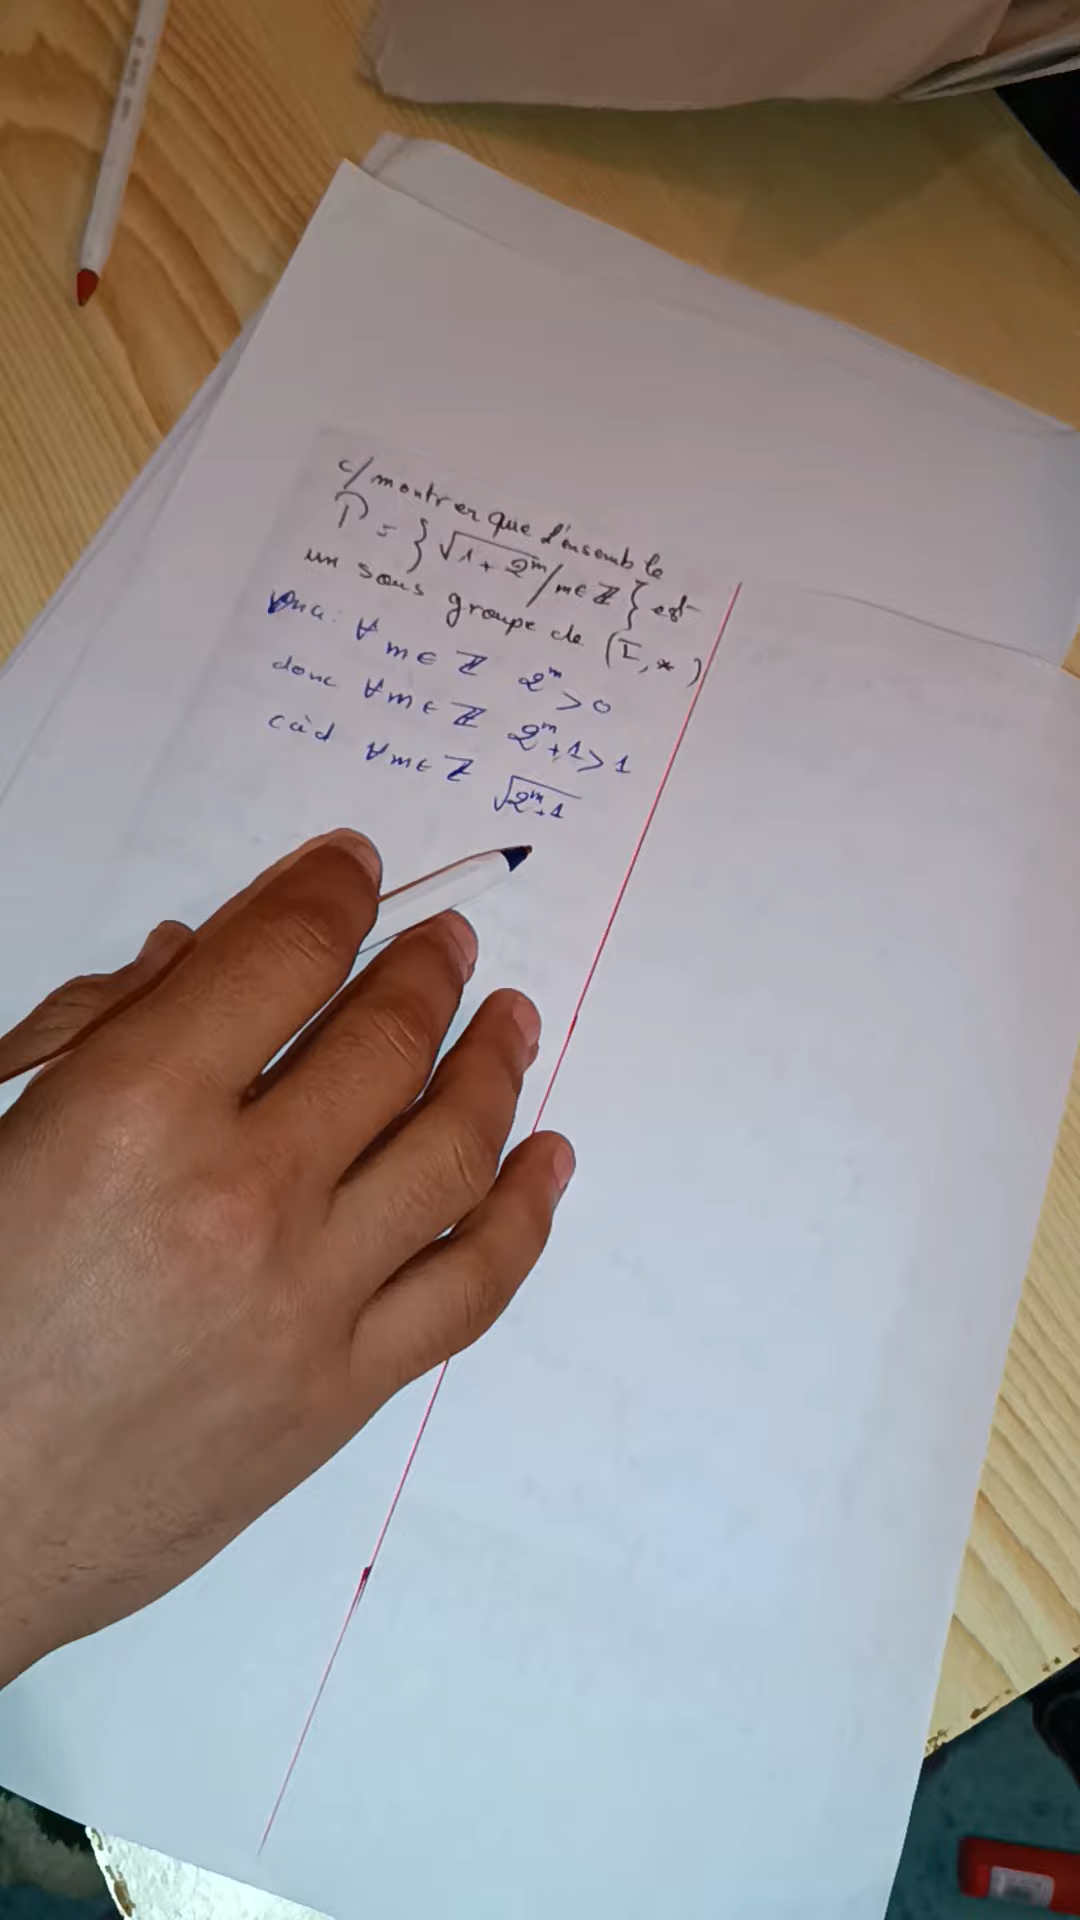 c/ montrer que l'ensemble
Γ = } √1+2^m / m ∈ ℤ { est
un sous groupe de (I, *)
Ona: ∀ m ∈ ℤ 2^m > 0
donc ∀ m ∈ ℤ 2^m + 1 > 1
càd ∀ m ∈ ℤ √2^m + 1